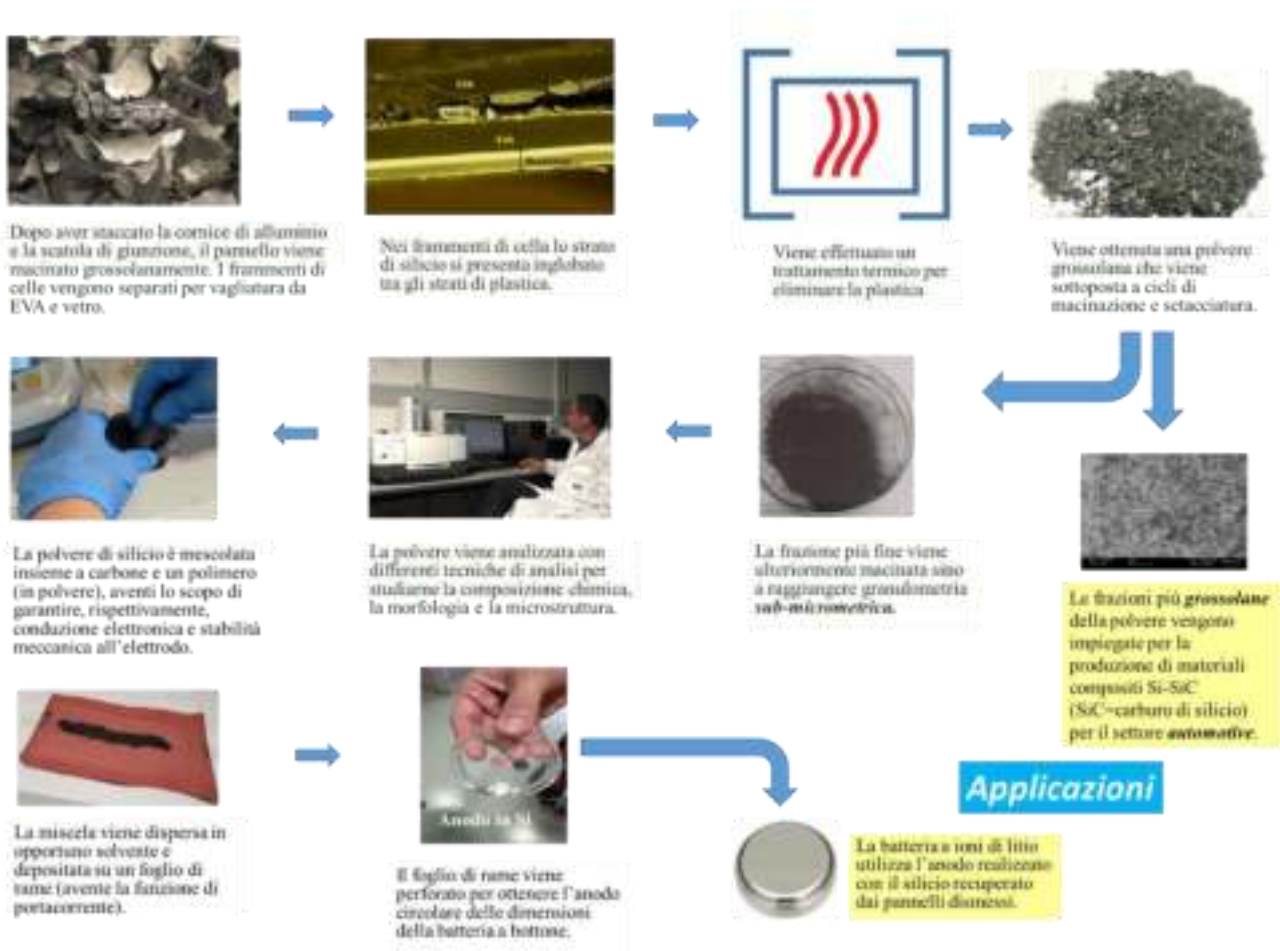 Dopo aver staccato la cornice di alluminio
e la scatola di giunzione, il pannello viene
macinato grossolanamente. I frammenti di
celle vengono separati per vagliatura da
EVA e vetro.
EVA
EVA
Nei frammenti di cella lo strato
di silicio si presenta inglobato
tra gli strati di plastica.
Viene effettuato un
trattamento termico per
eliminare la plastica
Viene ottenuta una polvere
grossolana che viene
sottoposta a cicli di
macinazione e setacciatura.
La frazione più fine viene
ulteriormente macinata sino
a raggiungere granulometria
sub-micrometrica.
Le frazioni più grossolane
della polvere vengono
impiegate per la
produzione di materiali
compositi Si-SiC
(SiC=carburo di silicio)
per il settore automotive.
La polvere viene analizzata con
differenti tecniche di analisi per
studiarne la composizione chimica,
la morfologia e la microstruttura.
La polvere di silicio è mescolata
insieme a carbone e un polimero
(in polvere), aventi lo scopo di
garantire, rispettivamente,
conduzione elettronica e stabilità
meccanica all'elettrodo.
La miscela viene dispersa in
opportuno solvente e
depositata su un foglio di
rame (avente la funzione di
portacorrente).
Anodo in Si
Il foglio di rame viene
perforato per ottenere l'anodo
circolare delle dimensioni
della batteria a bottone.
Applicazioni
La batteria a ioni di litio
utilizza l'anodo realizzato
con il silicio recuperato
dai pannelli dismessi.